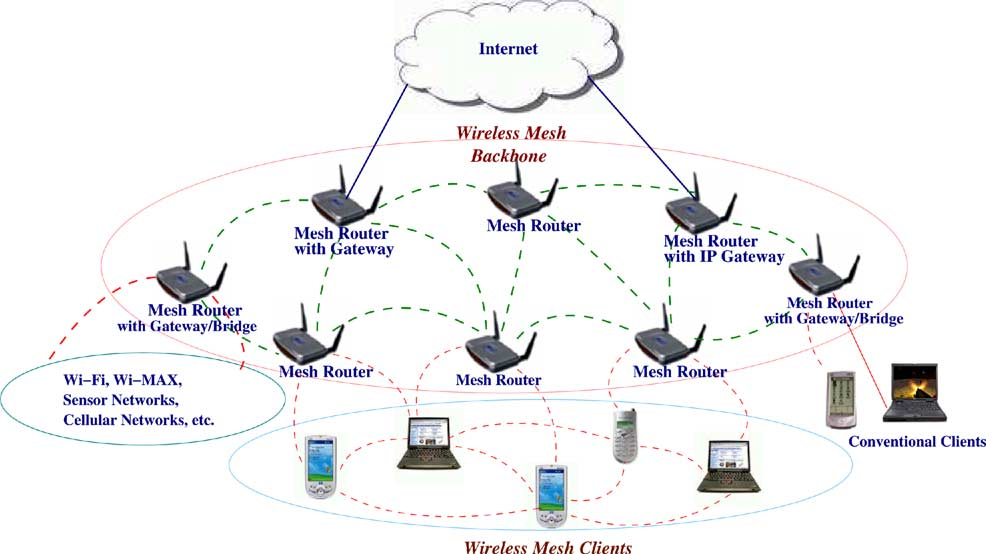 Internet
Wireless Mesh
Backbone
Mesh Router
with Gateway
Mesh Router
Mesh Router
with IP Gateway
Mesh Router
with Gateway/Bridge
Mesh Router
with Gateway/Bridge
Mesh Router
Mesh Router
Mesh Router
Wi-Fi, Wi-MAX,
Sensor Networks,
Cellular Networks, etc.
Conventional Clients
Wireless Mesh Clients